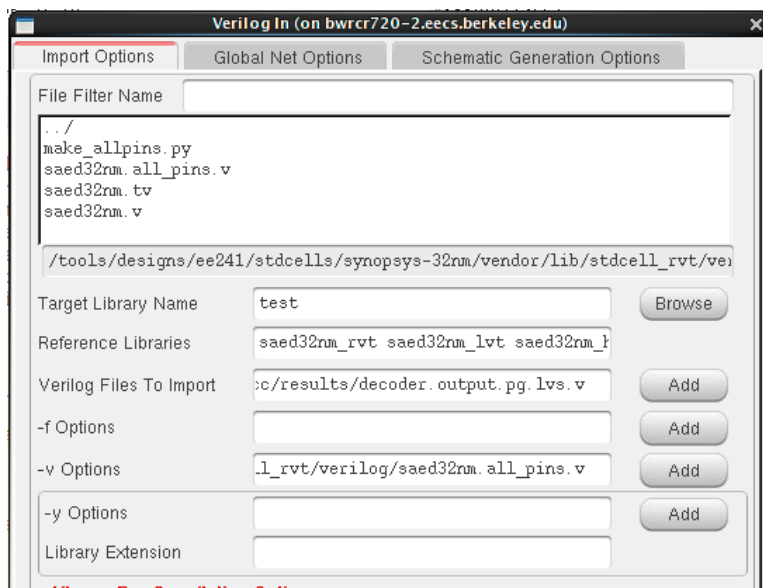 Verilog In (on bwrcr720-2.eecs.berkeley.edu)
Import Options Global Net Options Schematic Generation Options
File Filter Name
../
make_allpins.py
saed32nm.all_pins.v
saed32nm.tv
saed32nm.v
/tools/designs/ee241/stdcells/synopsys-32nm/vendor/lib/stdcell_rvt/ve
Target Library Name test Browse
Reference Libraries saed32nm_rvt saed32nm_lvt saed32nm_h
Verilog Files To Import c/results/decoder.output.pg.lvs.v Add
-f Options Add
-v Options ll_rvt/verilog/saed32nm.all_pins.v Add
-y Options Add
Library Extension